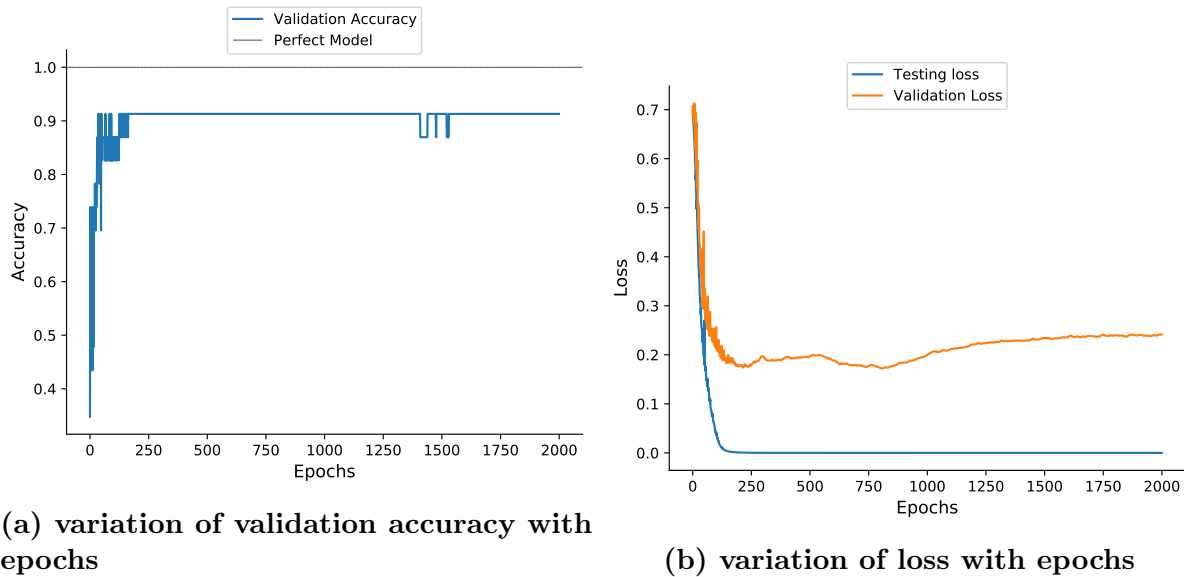 Validation Accuracy
Perfect Model
1.0
0.9
0.8
0.7
0.6
0.5
0.4
Accuracy
0 250 500 750 1000 1250 1500 1750 2000
Epochs
(a) variation of validation accuracy with
epochs
Testing loss
Validation Loss
0.7
0.6
0.5
0.4
0.3
0.2
0.1
0.0
Loss
0 250 500 750 1000 1250 1500 1750 2000
Epochs
(b) variation of loss with epochs